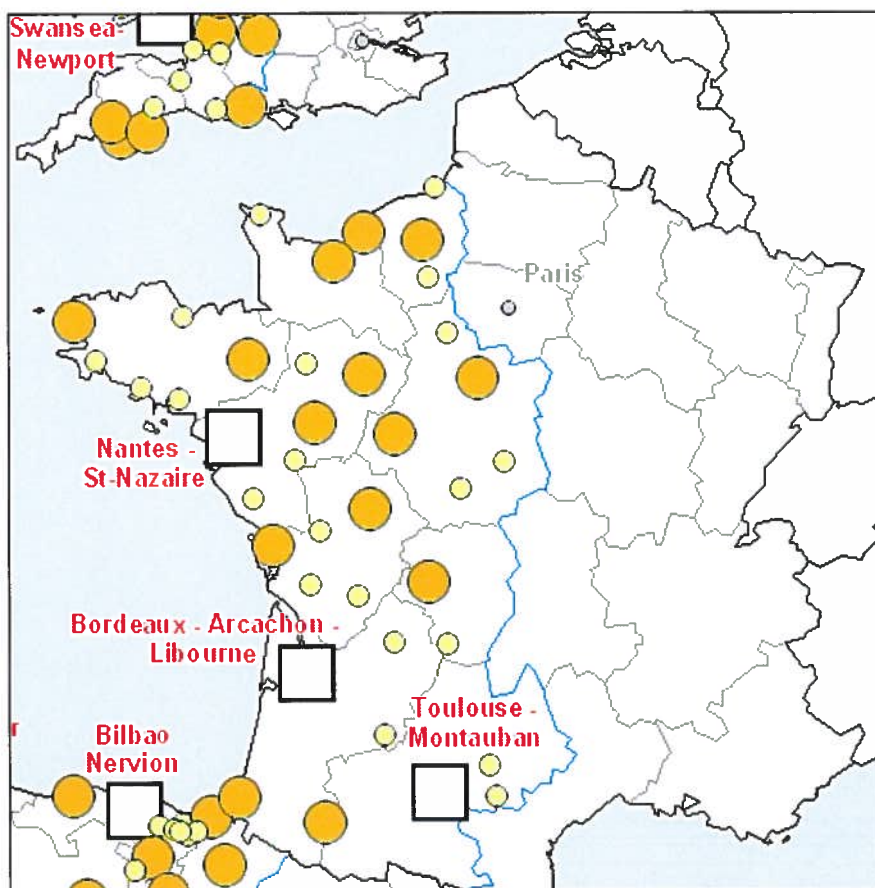 Swansea-
Newport
Paris
Nantes -
St-Nazaire
Bordeaux - Arcachon -
Libourne
Toulouse -
Montauban
r
Bilbao
Nervion